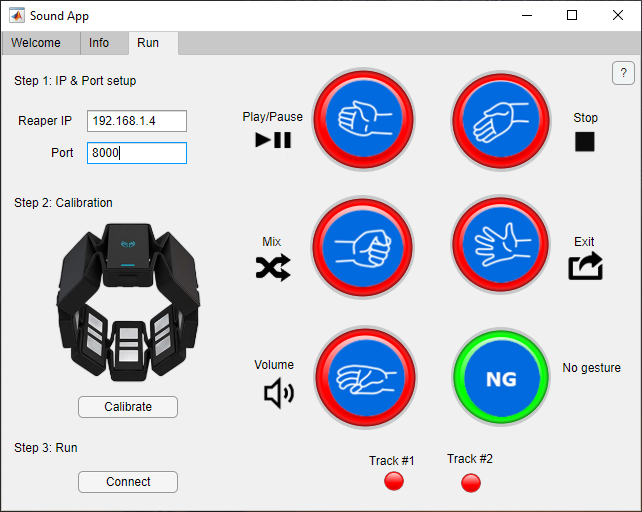 Sound App
Welcome
Info
Run
Step 1: IP & Port setup
?
Reaper IP
192.168.1.4
Port
8000
Play/Pause
Stop
Step 2: Calibration
Mix
Exit
Volume
NG
No gesture
Calibrate
Step 3: Run
Connect
Track #1
Track #2